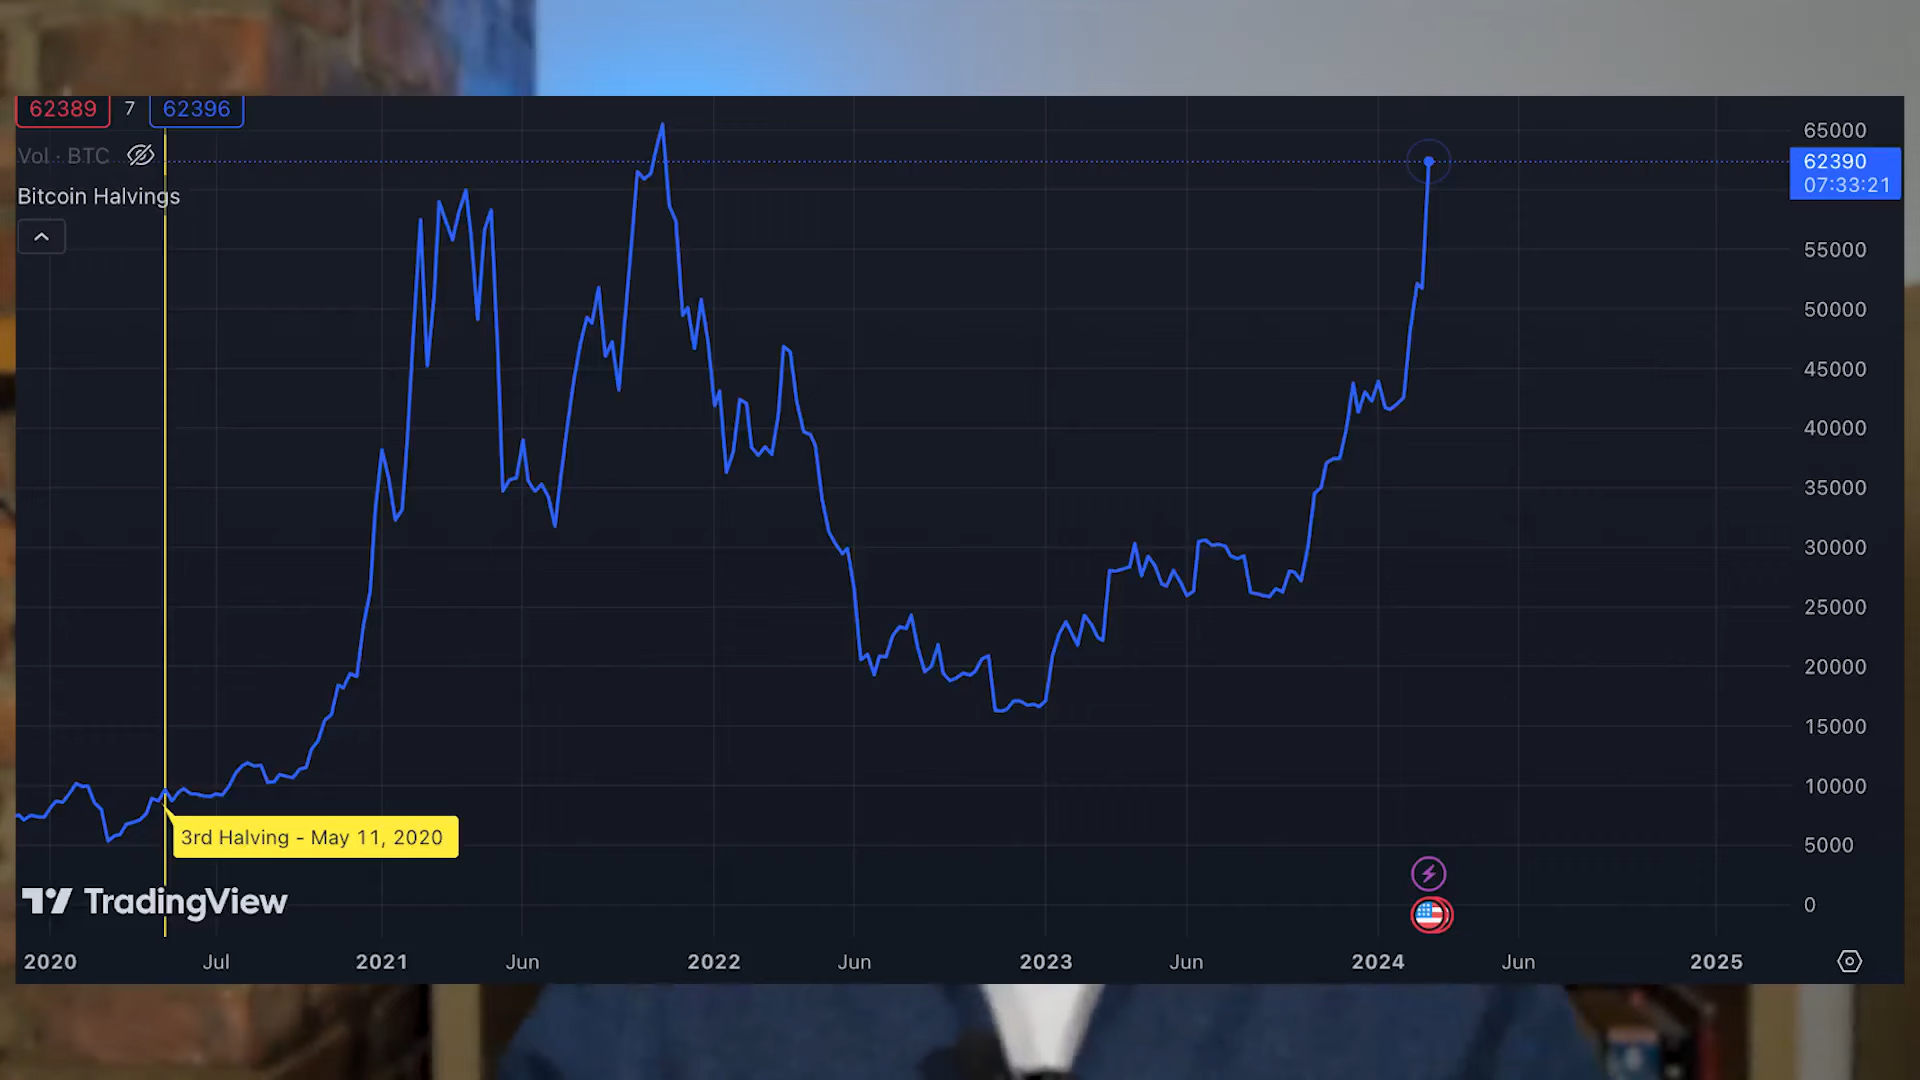 62389 7 62396
Vol · BTC
Bitcoin Halvings
65000
62390
07:33:21
55000
50000
45000
40000
35000
30000
25000
20000
15000
10000
5000
0
3rd Halving - May 11, 2020
TradingView
2020 Jul 2021 Jun 2022 Jun 2023 Jun 2024 Jun 2025